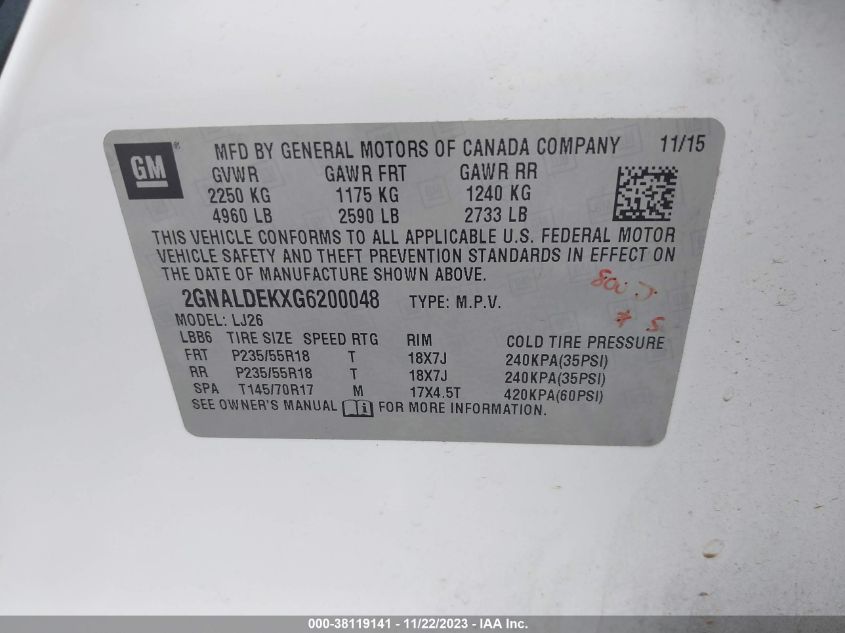 GM ® MFD BY GENERAL MOTORS OF CANADA COMPANY 11/15
GVWR GAWR FRT GAWR RR
2250 KG 1175 KG 1240 KG
4960 LB 2590 LB 2733 LB
THIS VEHICLE CONFORMS TO ALL APPLICABLE U.S. FEDERAL MOTOR
VEHICLE SAFETY AND THEFT PREVENTION STANDARDS IN EFFECT ON
THE DATE OF MANUFACTURE SHOWN ABOVE.
2GNALDEKXG6200048 TYPE: M.P.V.
MODEL: LJ26
LBB6 TIRE SIZE SPEED RTG RIM COLD TIRE PRESSURE
FRT P235/55R18 T 18X7J 240KPA(35PSI)
RR P235/55R18 T 18X7J 240KPA(35PSI)
SPA T145/70R17 M 17X4.5T 420KPA(60PSI)
SEE OWNER'S MANUAL FOR MORE INFORMATION.
000-38119141 - 11/22/2023 - IAA Inc.